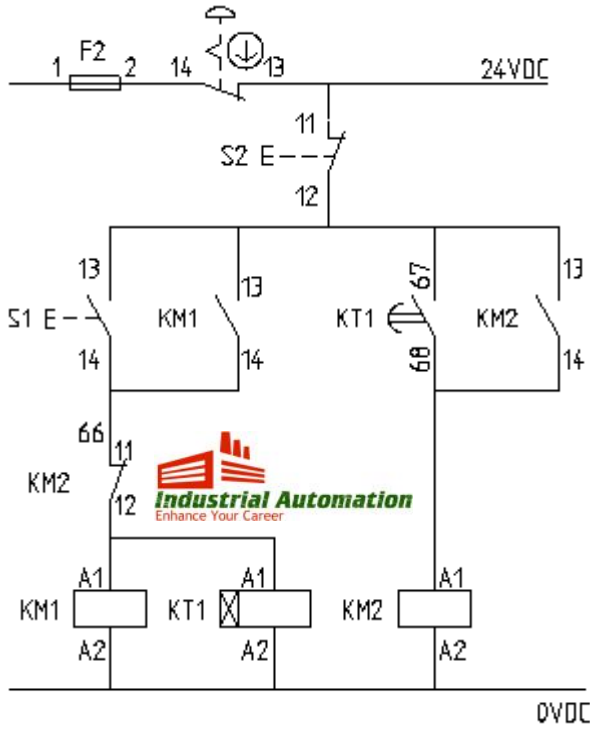 F2
1 2 14 13 24VDC
11
S2 E
12
13 13 67 13
S1 E KM1 KT1 KM2
14 14 68 14
66
11
KM2
12
Industrial Automation
Enhance Your Career
A1 A1 A1
KM1 KT1 KM2
A2 A2 A2
0VDC